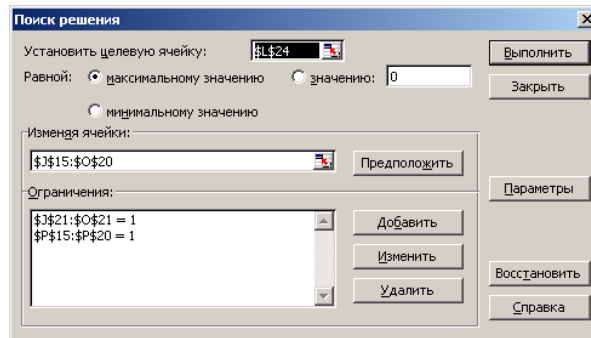 Поиск решения
Установить целевую ячейку: $L$24
Выполнить
Равной: максимальному значению значению: 0
Закрыть
минимальному значению
Изменяя ячейки:
$J$15:$O$20
Предположить
Ограничения:
Параметры
$J$21:$O$21 = 1
$P$15:$P$20 = 1
Добавить
Изменить
Удалить
Восстановить
Справка